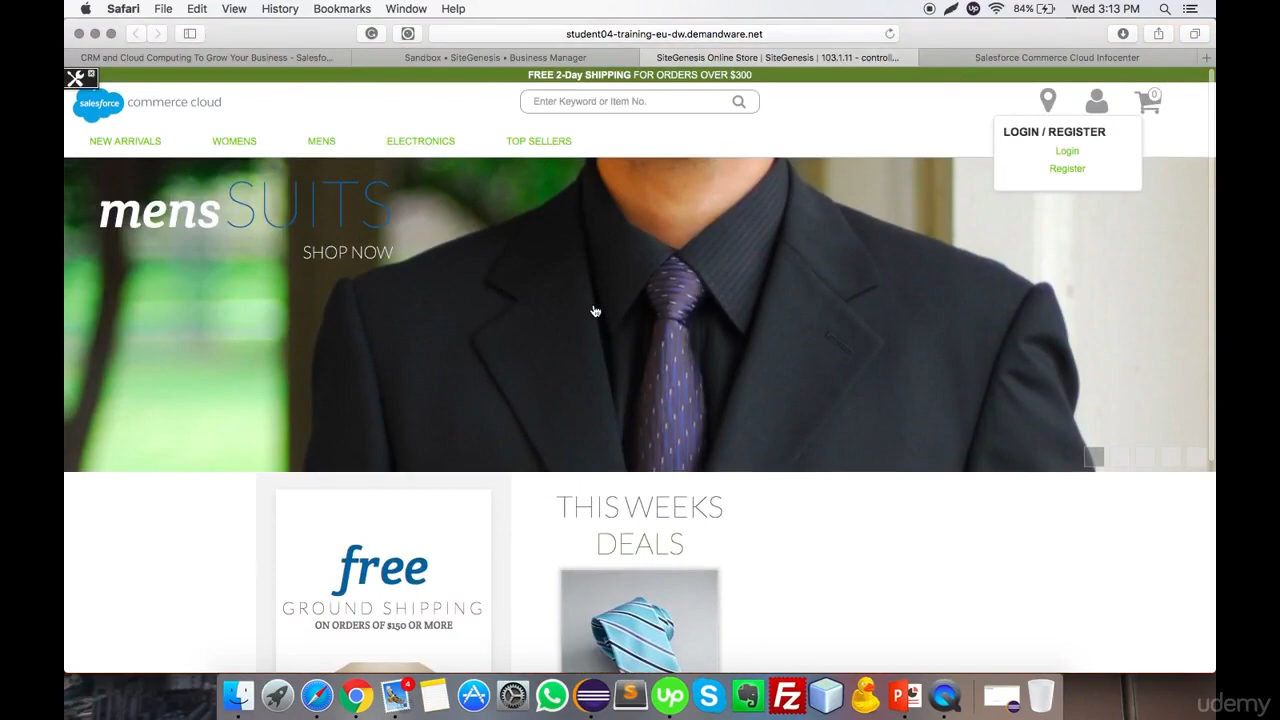 Safari File Edit View History Bookmarks Window Help 84% Wed 3:13 PM
student04-training-eu-dw.demandware.net
CRM and Cloud Computing To Grow Your Business - Salesfo... Sandbox • SiteGenesis • Business Manager SiteGenesis Online Store | SiteGenesis | 103.1.11 - controll... Salesforce Commerce Cloud Infocenter
FREE 2-Day SHIPPING FOR ORDERS OVER $300
salesforce commerce cloud
Enter Keyword or Item No.
0
NEW ARRIVALS WOMENS MENS ELECTRONICS TOP SELLERS
LOGIN / REGISTER
Login
Register
mens SUITS
SHOP NOW
THIS WEEKS
DEALS
free
GROUND SHIPPING
ON ORDERS OF $150 OR MORE
4
up
Fz
udemy